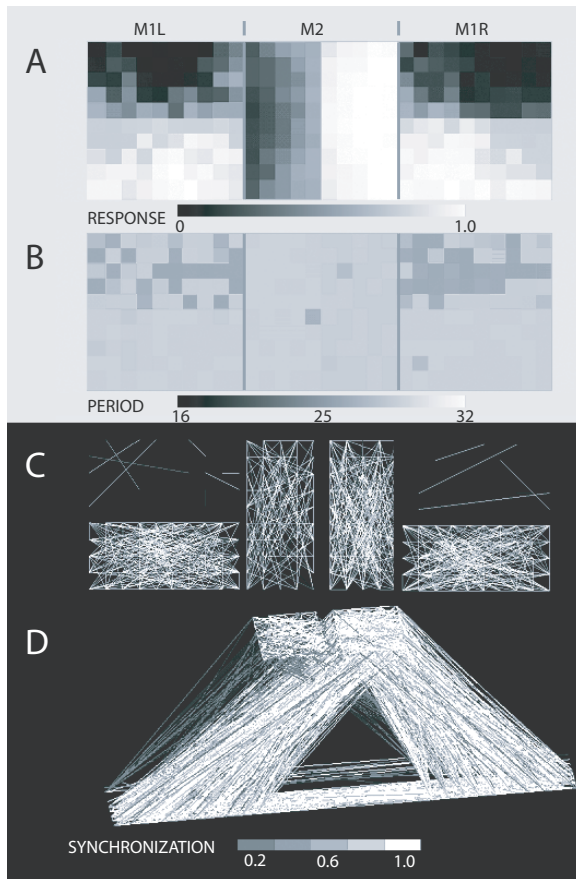 M1L M2 M1R
A
RESPONSE 0 1.0
B
PERIOD 16 25 32
C
D
SYNCHRONIZATION 0.2 0.6 1.0